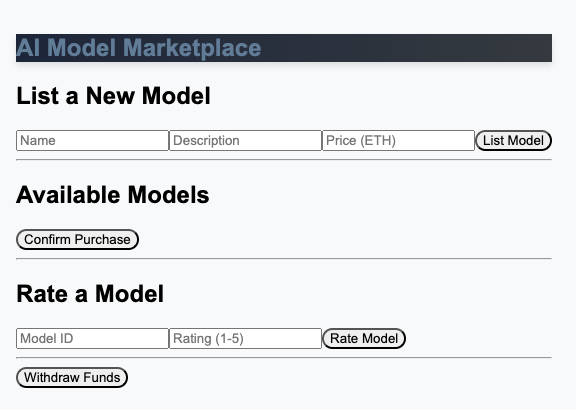 AI Model Marketplace
List a New Model
Name Description Price (ETH) List Model
Available Models
Confirm Purchase
Rate a Model
Model ID Rating (1-5) Rate Model
Withdraw Funds